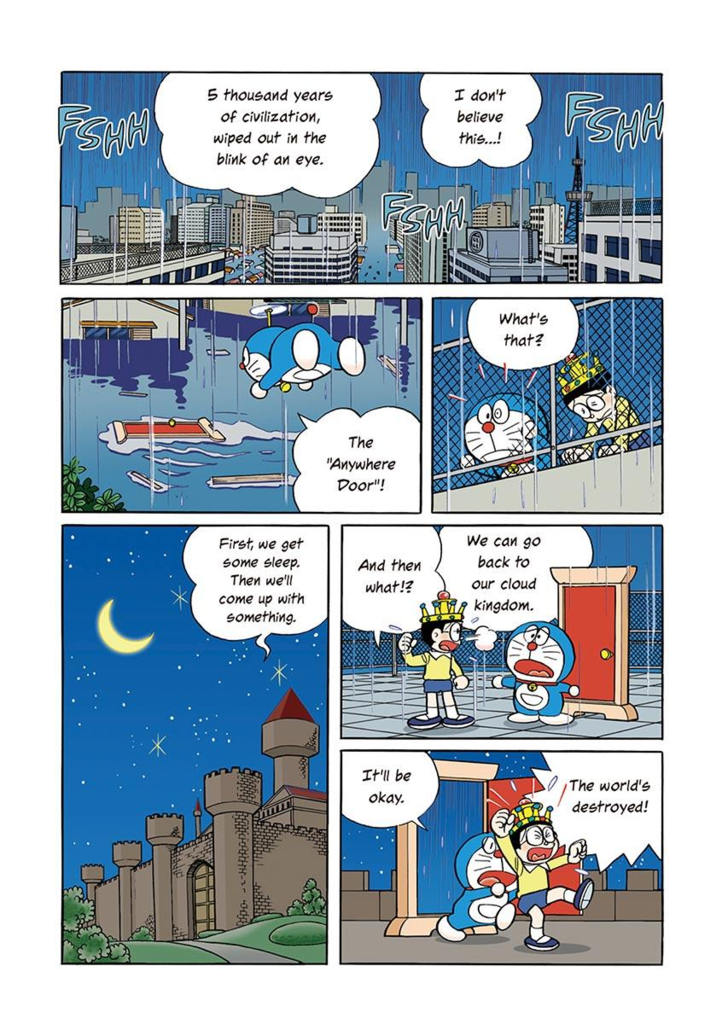 FSHH
I don't
believe
this...!
FSHH
5 thousand years
of civilization,
wiped out in the
blink of an eye.
FSHH
What's
that?
The
"Anywhere
Door"!
We can go
back to
our cloud
kingdom.
And then
what!?
The world's
destroyed!
It'll be
okay.
First, we get
some sleep.
Then we'll
come up with
something.